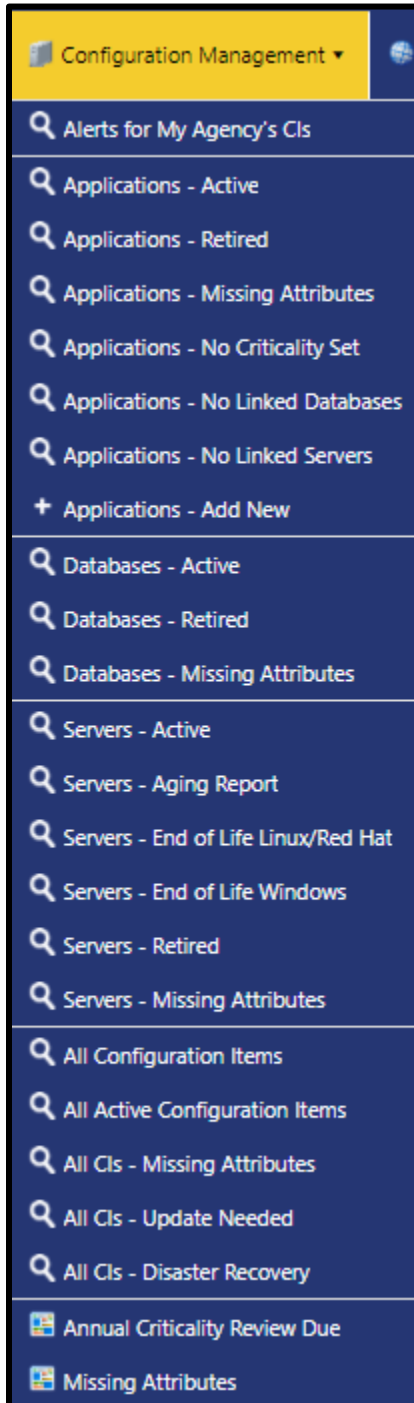 Configuration Management
Alerts for My Agency's CIs
Applications - Active
Applications - Retired
Applications - Missing Attributes
Applications - No Criticality Set
Applications - No Linked Databases
Applications - No Linked Servers
Applications - Add New
Databases - Active
Databases - Retired
Databases - Missing Attributes
Servers - Active
Servers - Aging Report
Servers - End of Life Linux/Red Hat
Servers - End of Life Windows
Servers - Retired
Servers - Missing Attributes
All Configuration Items
All Active Configuration Items
All CIs - Missing Attributes
All CIs - Update Needed
All CIs - Disaster Recovery
Annual Criticality Review Due
Missing Attributes